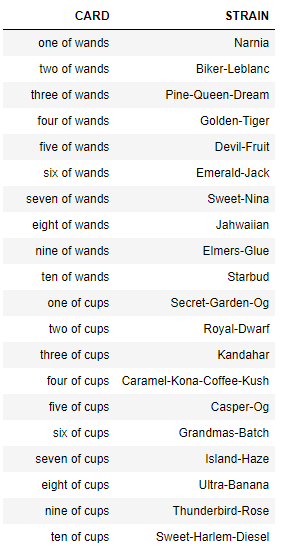 CARD STRAIN
one of wands Narnia
two of wands Biker-Leblanc
three of wands Pine-Queen-Dream
four of wands Golden-Tiger
five of wands Devil-Fruit
six of wands Emerald-Jack
seven of wands Sweet-Nina
eight of wands Jahwaiian
nine of wands Elmers-Glue
ten of wands Starbud
one of cups Secret-Garden-Og
two of cups Royal-Dwarf
three of cups Kandahar
four of cups Caramel-Kona-Coffee-Kush
five of cups Casper-Og
six of cups Grandmas-Batch
seven of cups Island-Haze
eight of cups Ultra-Banana
nine of cups Thunderbird-Rose
ten of cups Sweet-Harlem-Diesel